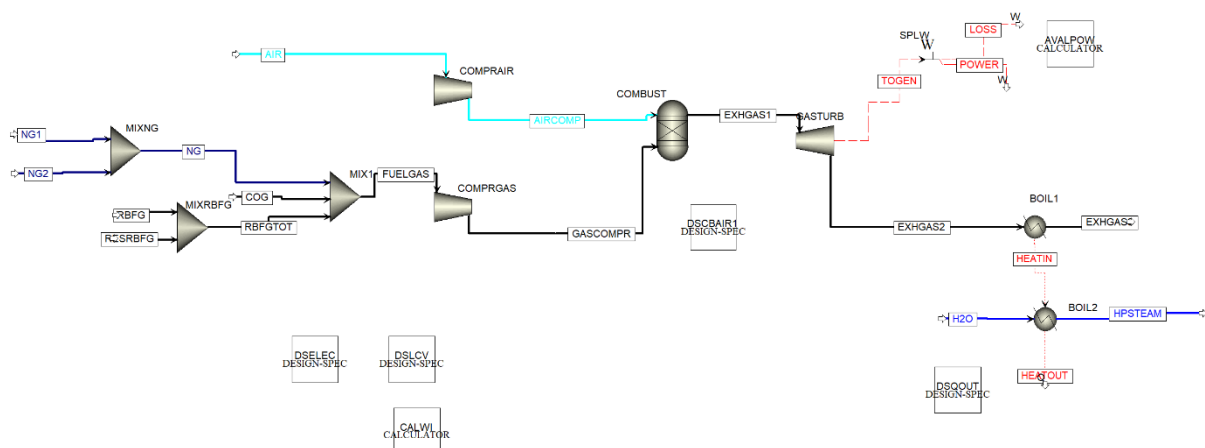 W
LOSS
SPLW
W
AVALPOW
CALCULATOR
AIR
COMPRAIR
POWER
W
TOGEN
COMBUST
EXHGAS1
GASTURB
AIRCOMP
NG1
MIXNG
NG
NG2
MIX1
FUELGAS
COMPRGAS
COG
MIXRBFG
RBFG
RBFGTOT
GASCOMPR
DSCBAIR1
DESIGN-SPEC
BOIL1
EXHGAS2
HEATIN
BOIL2
H2O
HPSTEAM
DSELEC
DESIGN-SPEC
DSLCV
DESIGN-SPEC
HEATOUT
Q
DSQOUT
DESIGN-SPEC
CALWI
CALCULATOR